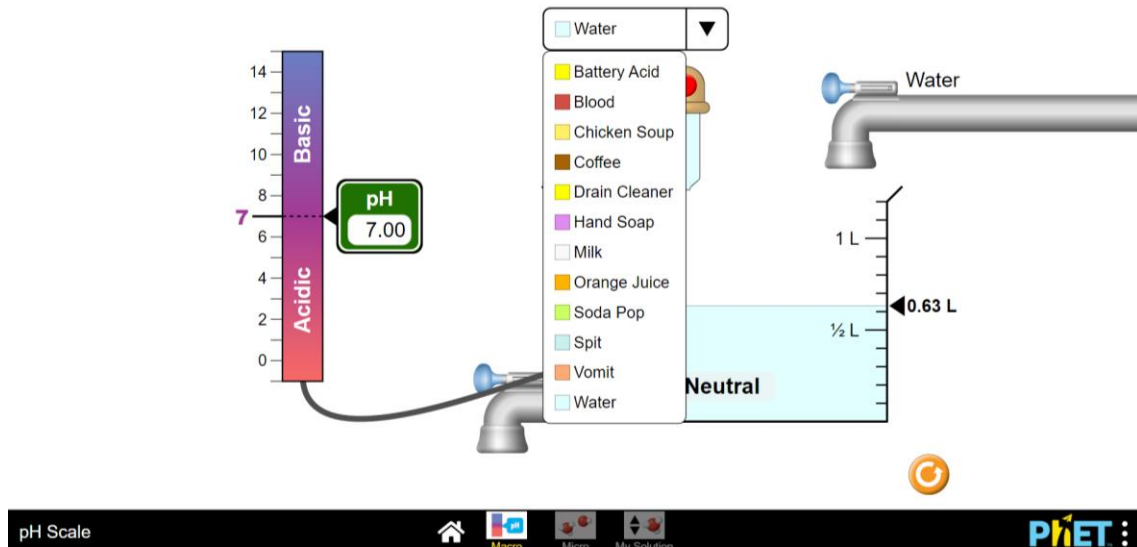 Water
Battery Acid
Blood
Chicken Soup
Coffee
Drain Cleaner
Hand Soap
Milk
Orange Juice
Soda Pop
Spit
Vomit
Water
Water
14
12
10
8
7
6
4
2
0
Basic
Acidic
pH
7.00
1 L
½ L
0.63 L
Neutral
pH Scale
Macro
Micro
My Solution
PhET